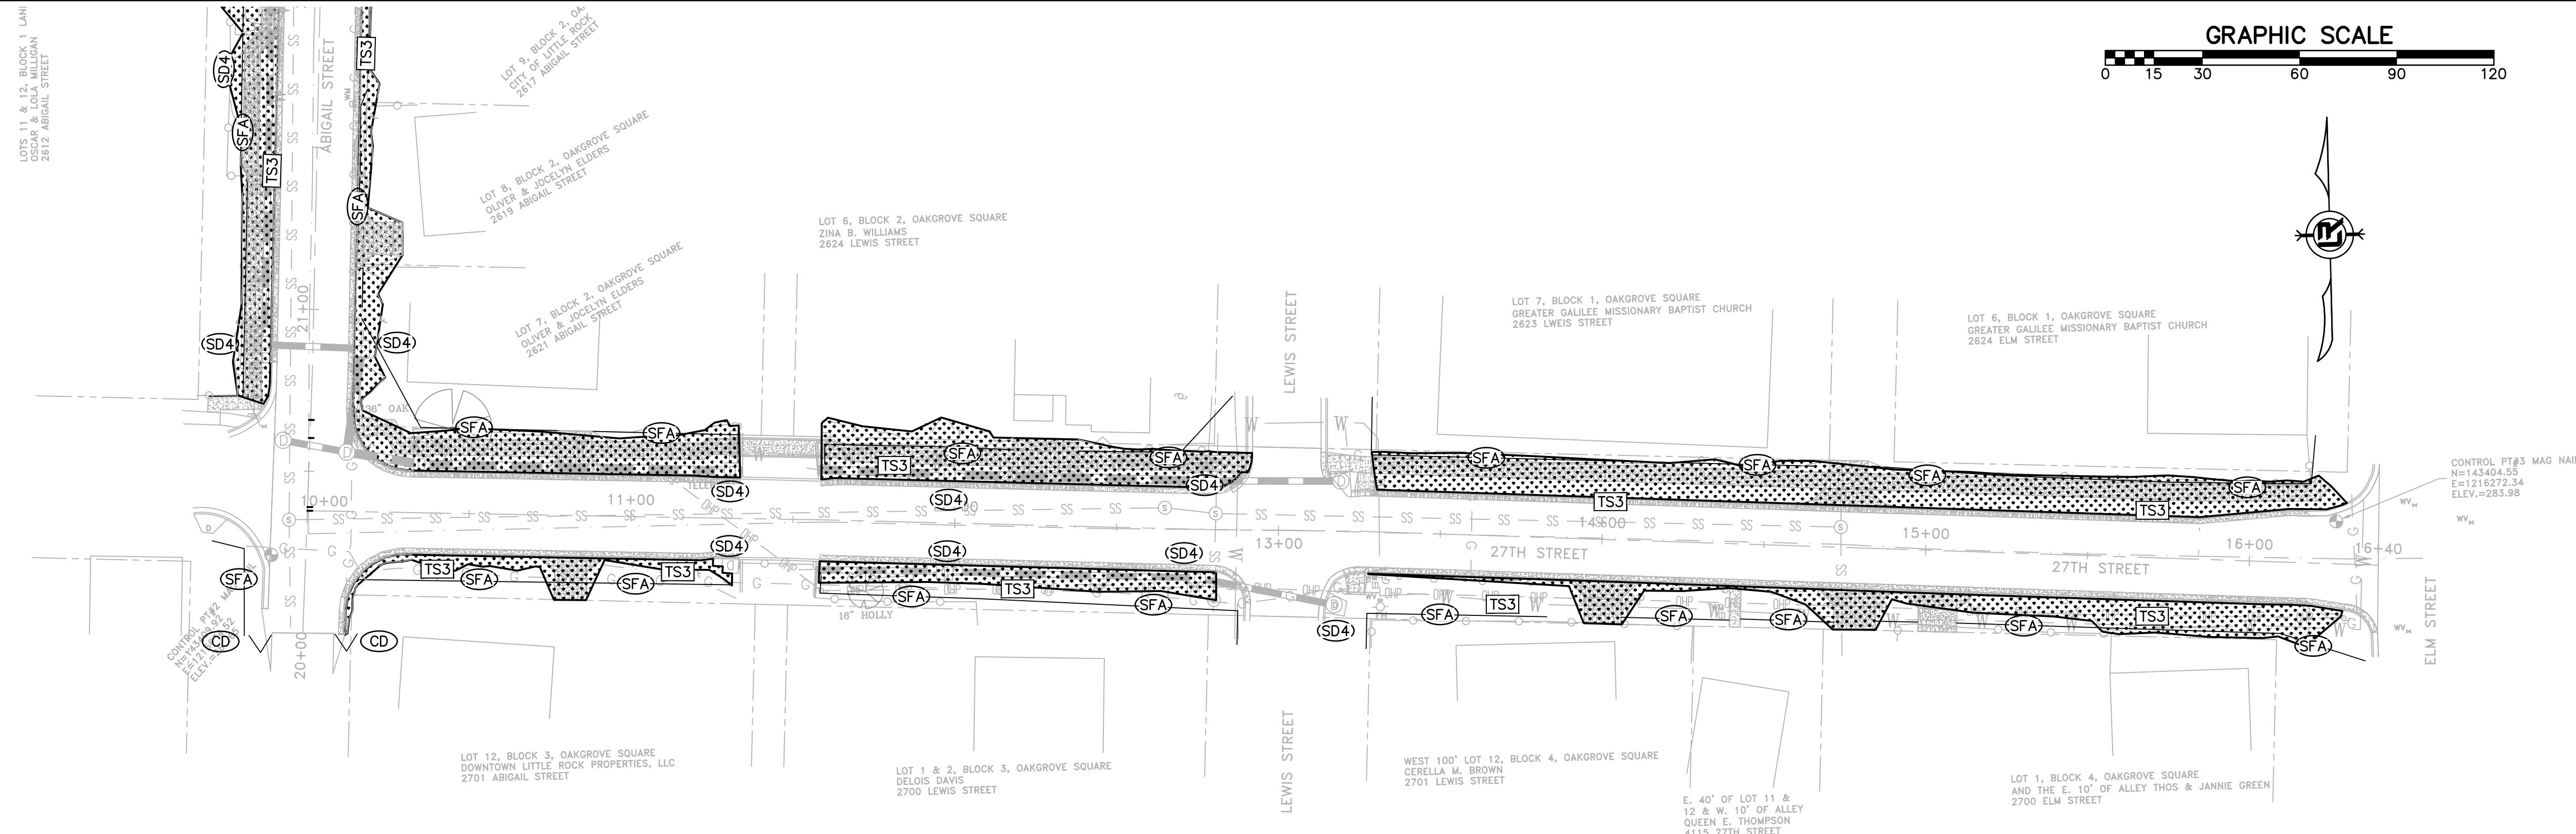 GRAPHIC SCALE
0 15 30 60 90 120
LOTS 11 & 12, BLOCK 1
OSCAR & LOLA MILLIGAN
2612 ABIGAIL STREET
SD4
SFA
TS3
SS
ABIGAIL STREET
TS3
SFA
WM
LOT 9, BLOCK 2,
CITY OF LITTLE ROCK
2617 ABIGAIL STREET
LOT 8, BLOCK 2, OAKGROVE SQUARE
OLIVER & JOCELYN ELDERS
2619 ABIGAIL STREET
LOT 7, BLOCK 2, OAKGROVE SQUARE
OLIVER & JOCELYN ELDERS
2621 ABIGAIL STREET
LOT 6, BLOCK 2, OAKGROVE SQUARE
ZINA B. WILLIAMS
2624 LEWIS STREET
LEWIS STREET
LOT 7, BLOCK 1, OAKGROVE SQUARE
GREATER GALILEE MISSIONARY BAPTIST CHURCH
2623 LWEIS STREET
LOT 6, BLOCK 1, OAKGROVE SQUARE
GREATER GALILEE MISSIONARY BAPTIST CHURCH
2624 ELM STREET
21+00
SD4
SD4
36" OAK
SFA
SFA
TS3
SFA
SFA
SFA
SFA
SFA
SFA
CONTROL PT#3 MAG NAIL
N=143404.55
E=1216272.34
ELEV.=283.98
SD4
SD4
SD4
TS3
TS3
10+00
11+00
13+00
14+00
15+00
16+00
16+40
27TH STREET
27TH STREET
SD4
SD4
SD4
SFA
TS3
SFA
SFA
TS3
TS3
SFA
SFA
16" HOLLY
SD4
TS3
SFA
SFA
SFA
SFA
TS3
SFA
WV
WV
WV
ELM STREET
CD
CD
20+00
LOT 12, BLOCK 3, OAKGROVE SQUARE
DOWNTOWN LITTLE ROCK PROPERTIES, LLC
2701 ABIGAIL STREET
LOT 1 & 2, BLOCK 3, OAKGROVE SQUARE
DELOIS DAVIS
2700 LEWIS STREET
LEWIS STREET
WEST 100' LOT 12, BLOCK 4, OAKGROVE SQUARE
CERELLA M. BROWN
2701 LEWIS STREET
E. 40' OF LOT 11 &
12 & W. 10' OF ALLEY
QUEEN E. THOMPSON
4115 27TH STREET
LOT 1, BLOCK 4, OAKGROVE SQUARE
AND THE E. 10' OF ALLEY THOS & JANNIE GREEN
2700 ELM STREET